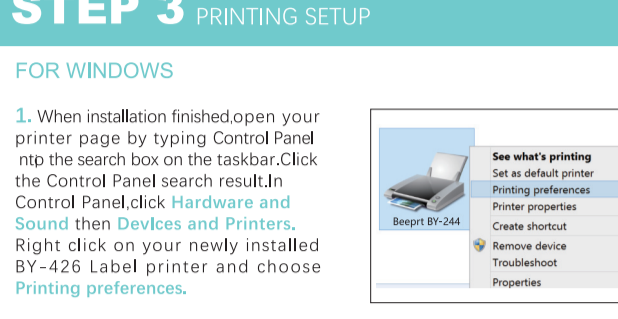 STEP 3 PRINTING SETUP
FOR WINDOWS
1. When installation finished,open your
printer page by typing Control Panel
ntp the search box on the taskbar.Click
the Control Panel search result.In
Control Panel,click Hardware and
Sound then Devices and Printers.
Right click on your newly installed
BY-426 Label printer and choose
Printing preferences.
Beeprt BY-244
See what's printing
Set as default printer
Printing preferences
Printer properties
Create shortcut
Remove device
Troubleshoot
Properties